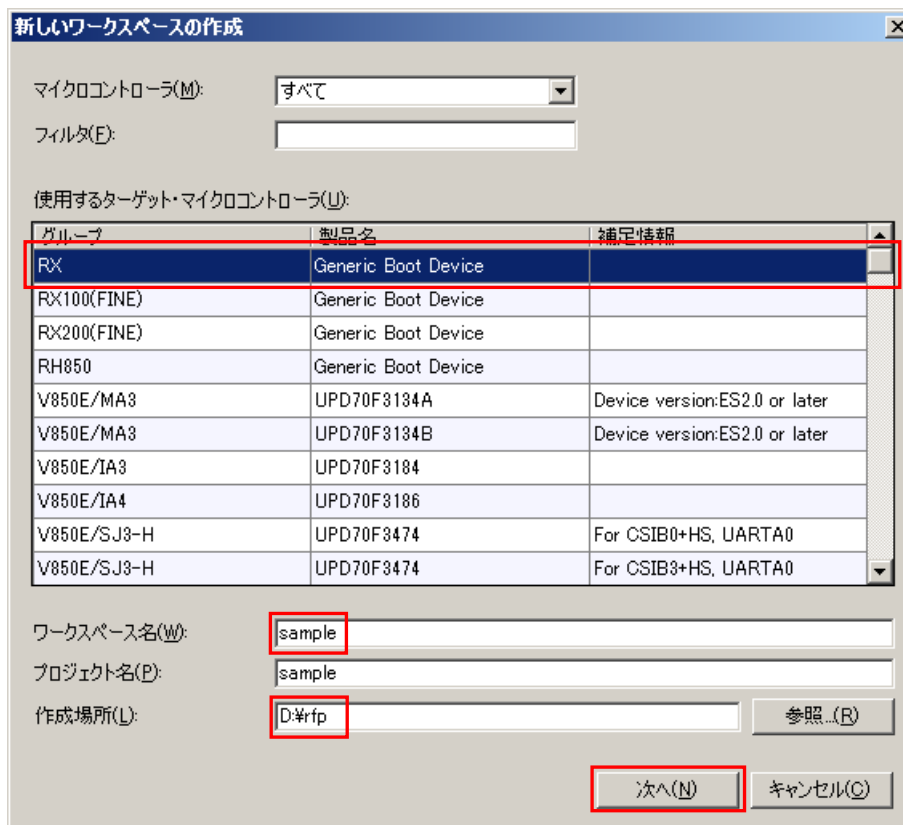 新しいワークスペースの作成
マイクロコントローラ(M): すべて
フィルタ(F):
使用するターゲット・マイクロコントローラ(U):
グループ 製品名 補足情報
RX Generic Boot Device
RX100(FINE) Generic Boot Device
RX200(FINE) Generic Boot Device
RH850 Generic Boot Device
V850E/MA3 UPD70F3134A Device version:ES2.0 or later
V850E/MA3 UPD70F3134B Device version:ES2.0 or later
V850E/IA3 UPD70F3184
V850E/IA4 UPD70F3186
V850E/SJ3-H UPD70F3474 For CSIB0+HS, UARTA0
V850E/SJ3-H UPD70F3474 For CSIB3+HS, UARTA0
ワークスペース名(W): sample
プロジェクト名(P): sample
作成場所(L): D:¥rfp 参照...(R)
次へ(N) キャンセル(C)